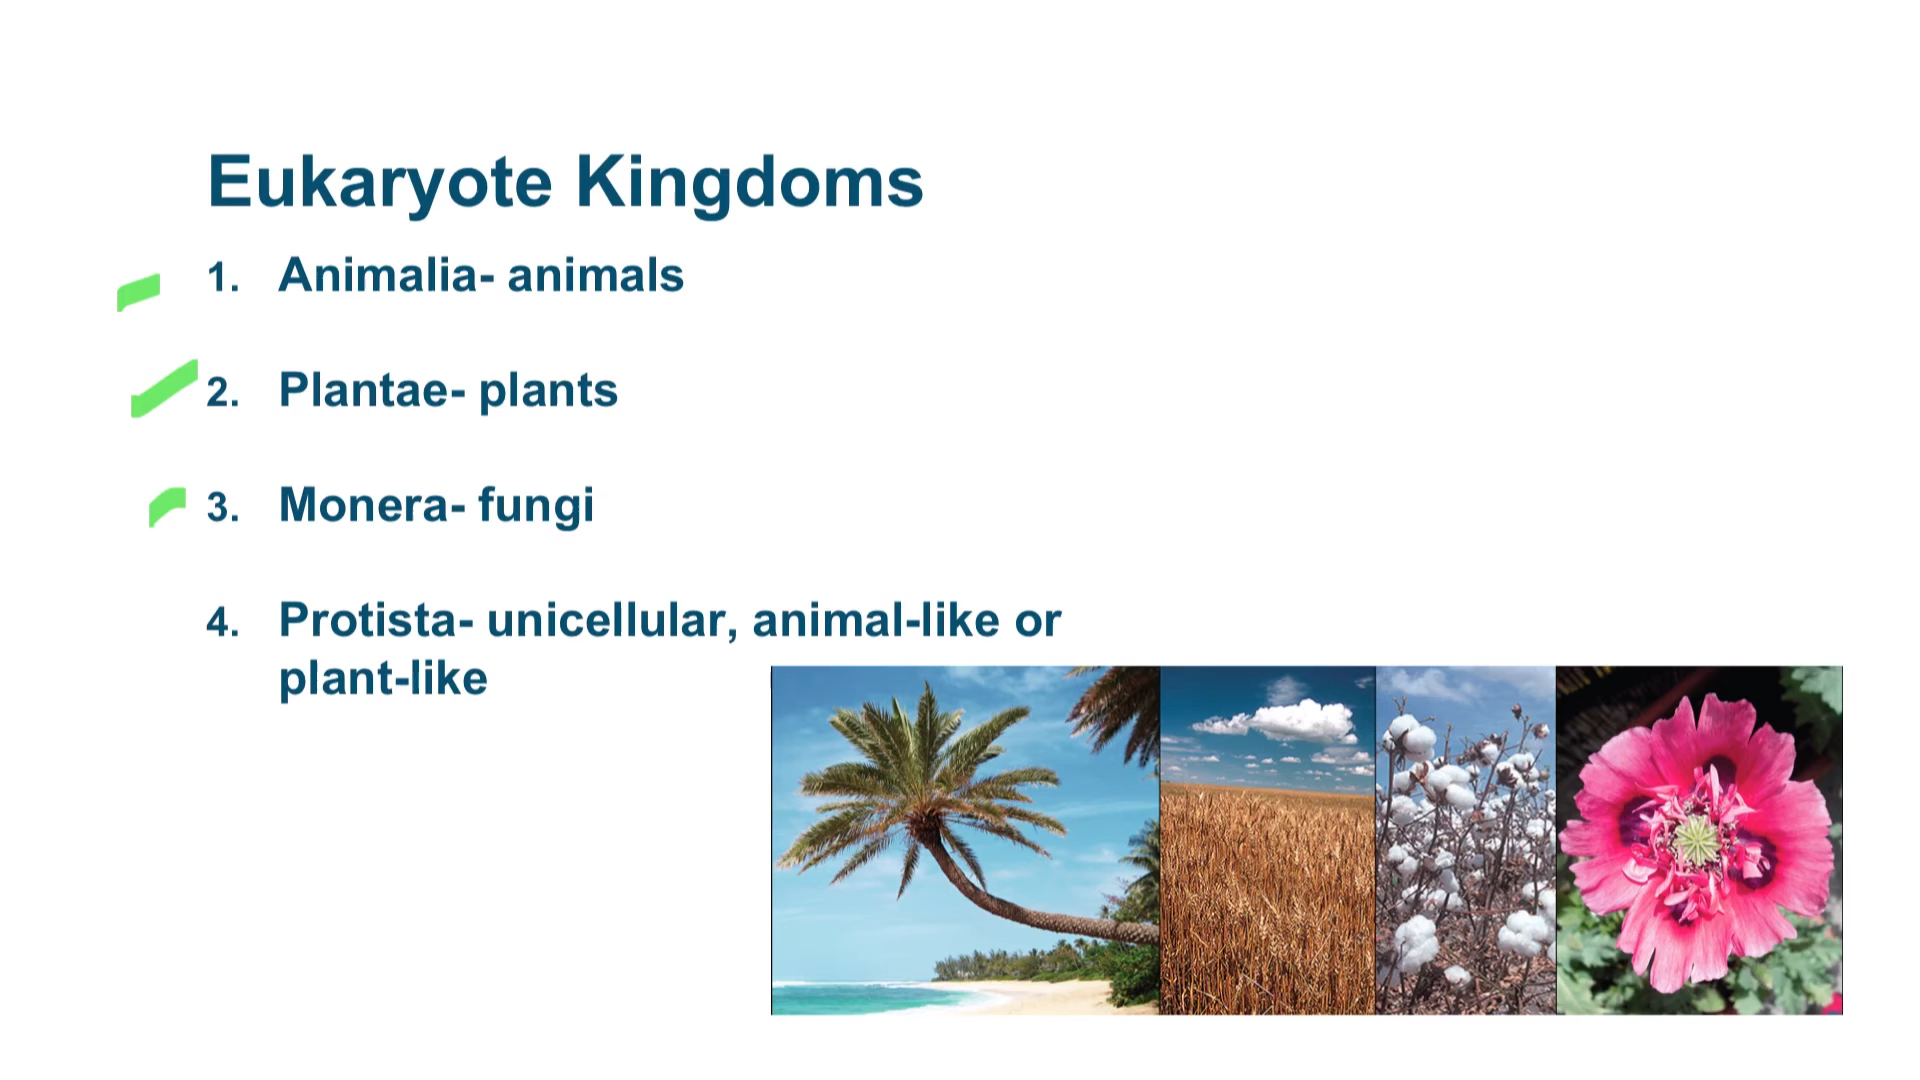 Eukaryote Kingdoms
1. Animalia- animals
2. Plantae- plants
3. Monera- fungi
4. Protista- unicellular, animal-like or
plant-like